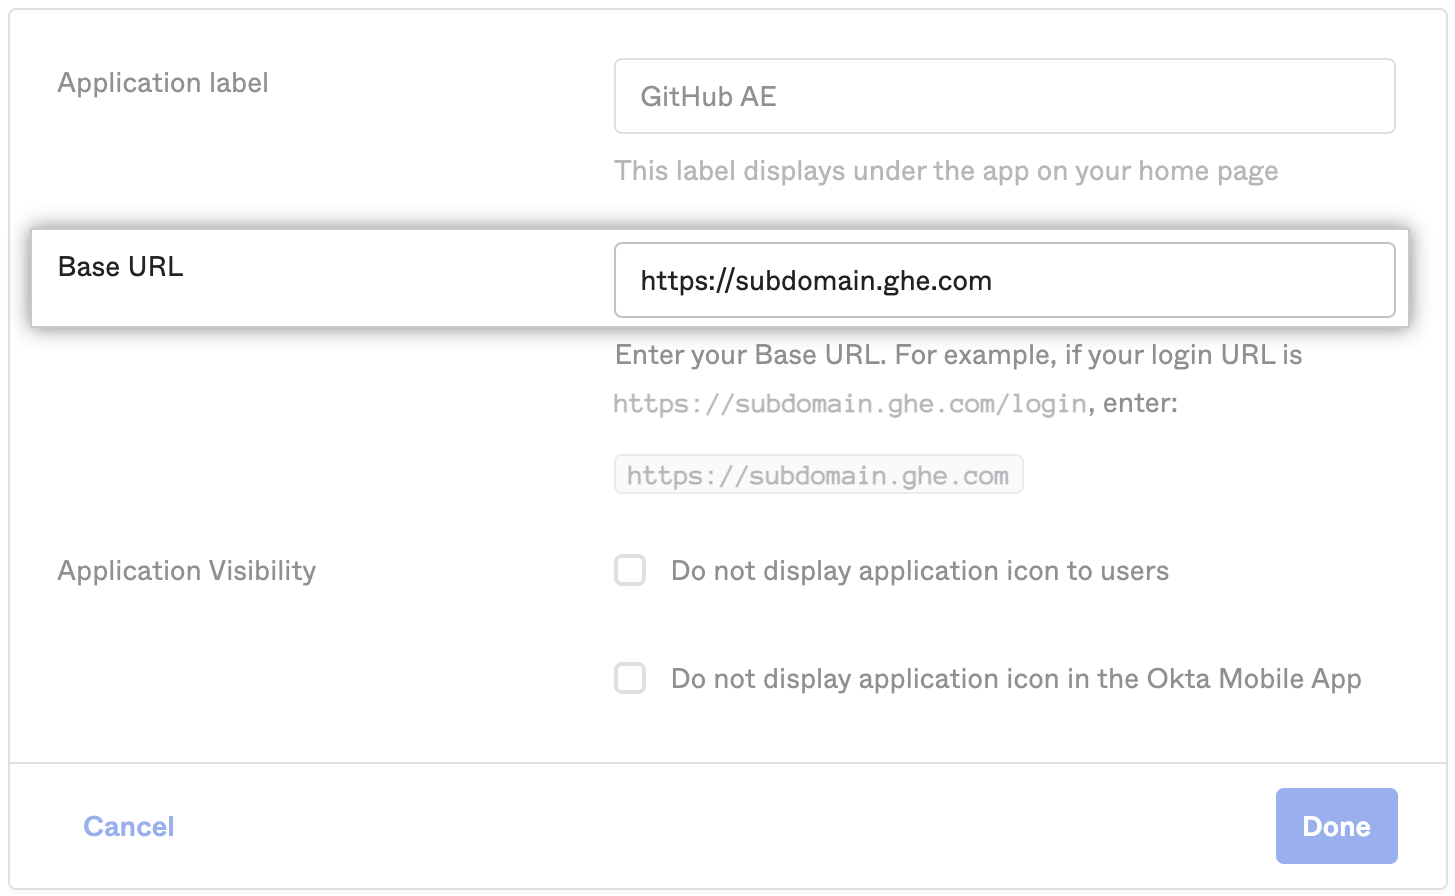 Application label
GitHub AE
This label displays under the app on your home page
Base URL
https://subdomain.ghe.com
Enter your Base URL. For example, if your login URL is
https://subdomain.ghe.com/login, enter:
https://subdomain.ghe.com
Application Visibility
Do not display application icon to users
Do not display application icon in the Okta Mobile App
Cancel
Done